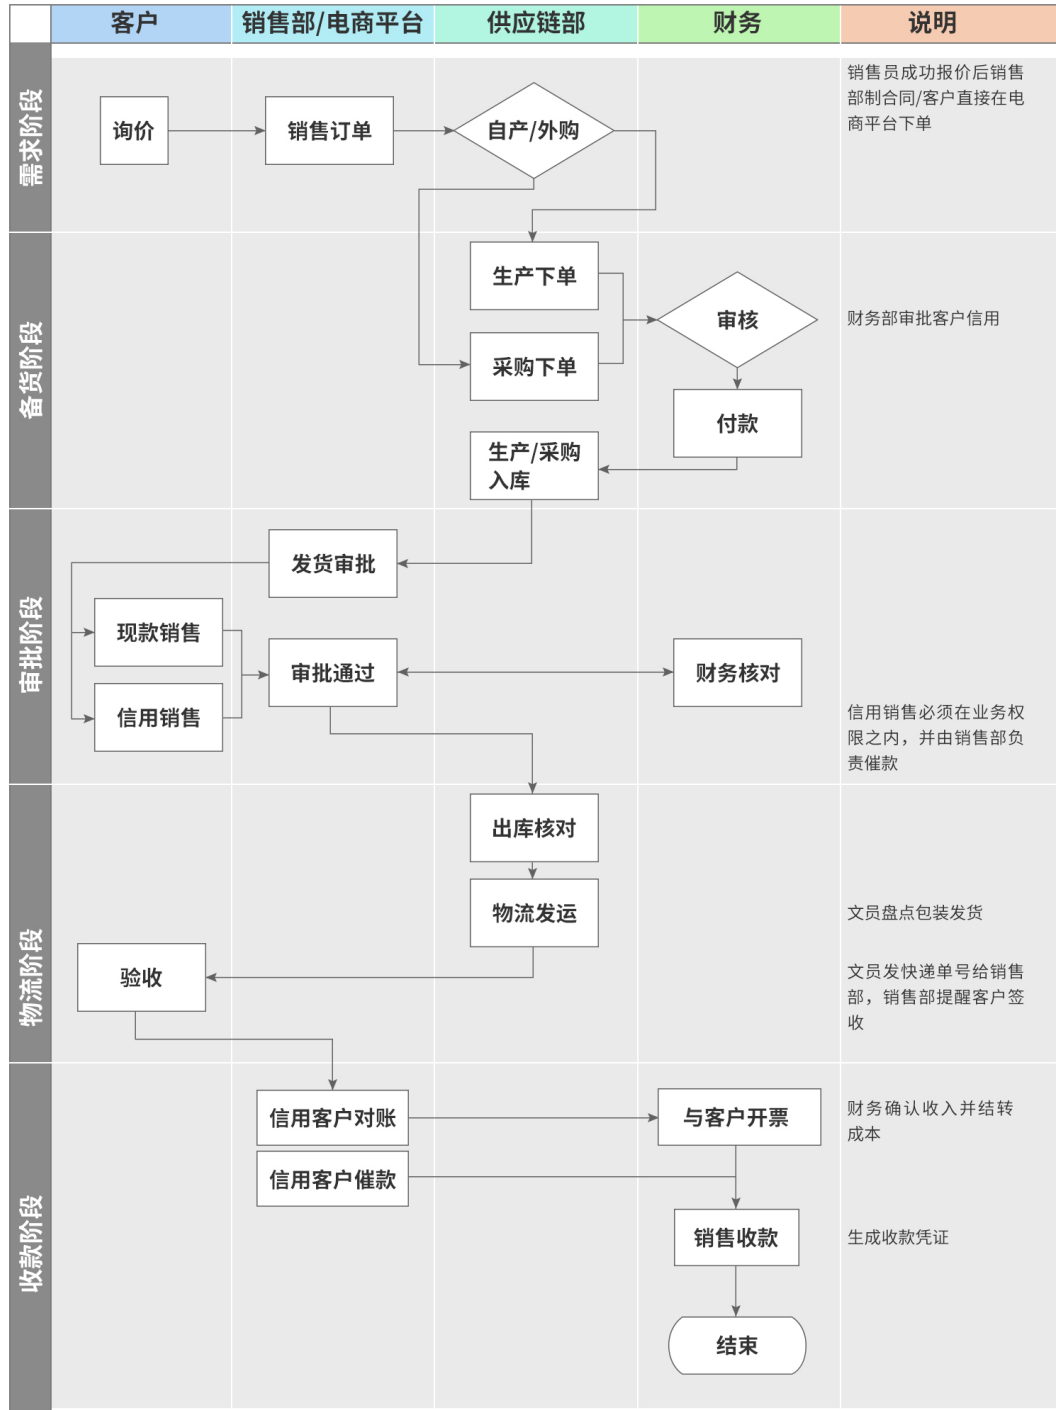 客户
销售部/电商平台
供应链部
财务
说明
需求阶段
询价
销售订单
自产/外购
销售员成功报价后销售
部制合同/客户直接在电
商平台下单
备货阶段
生产下单
采购下单
审核
付款
生产/采购
入库
财务部审批客户信用
审批阶段
发货审批
现款销售
信用销售
审批通过
财务核对
信用销售必须在业务权
限之内，并由销售部负
责催款
物流阶段
出库核对
物流发运
验收
文员盘点包装发货
文员发快递单号给销售
部，销售部提醒客户签
收
收款阶段
信用客户对账
与客户开票
信用客户催款
销售收款
结束
财务确认收入并结转
成本
生成收款凭证